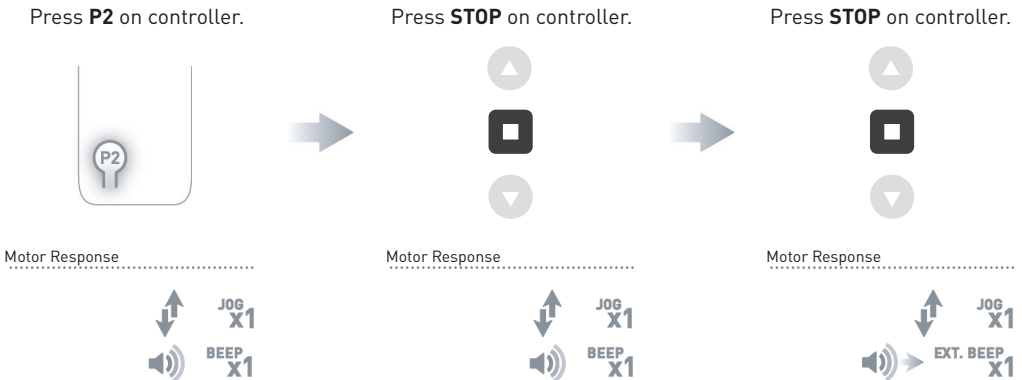 Press P2 on controller.
Press STOP on controller.
Press STOP on controller.
P2
Motor Response
Motor Response
Motor Response
JOG
X1
BEEP
X1
JOG
X1
BEEP
X1
JOG
X1
EXT. BEEP
X1